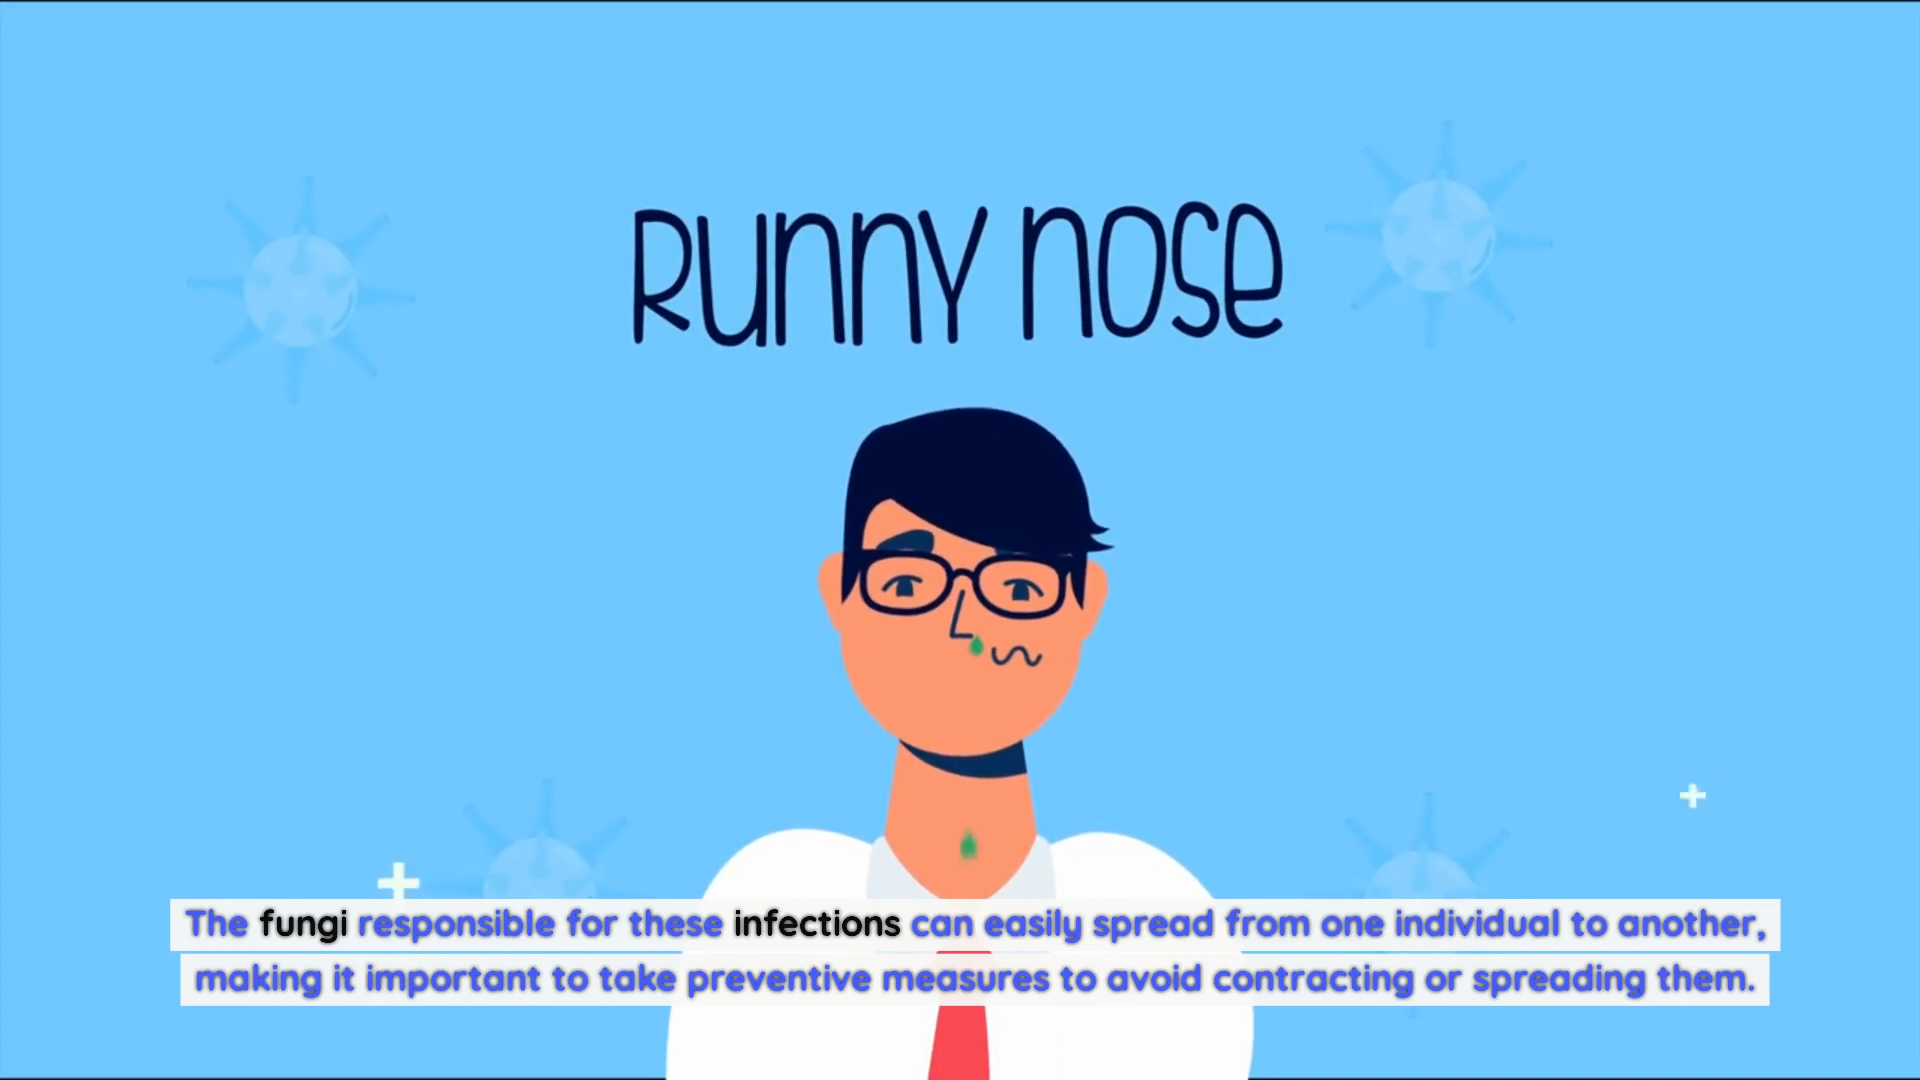 Runny nose
The fungi responsible for these infections can easily spread from one individual to another,
making it important to take preventive measures to avoid contracting or spreading them.